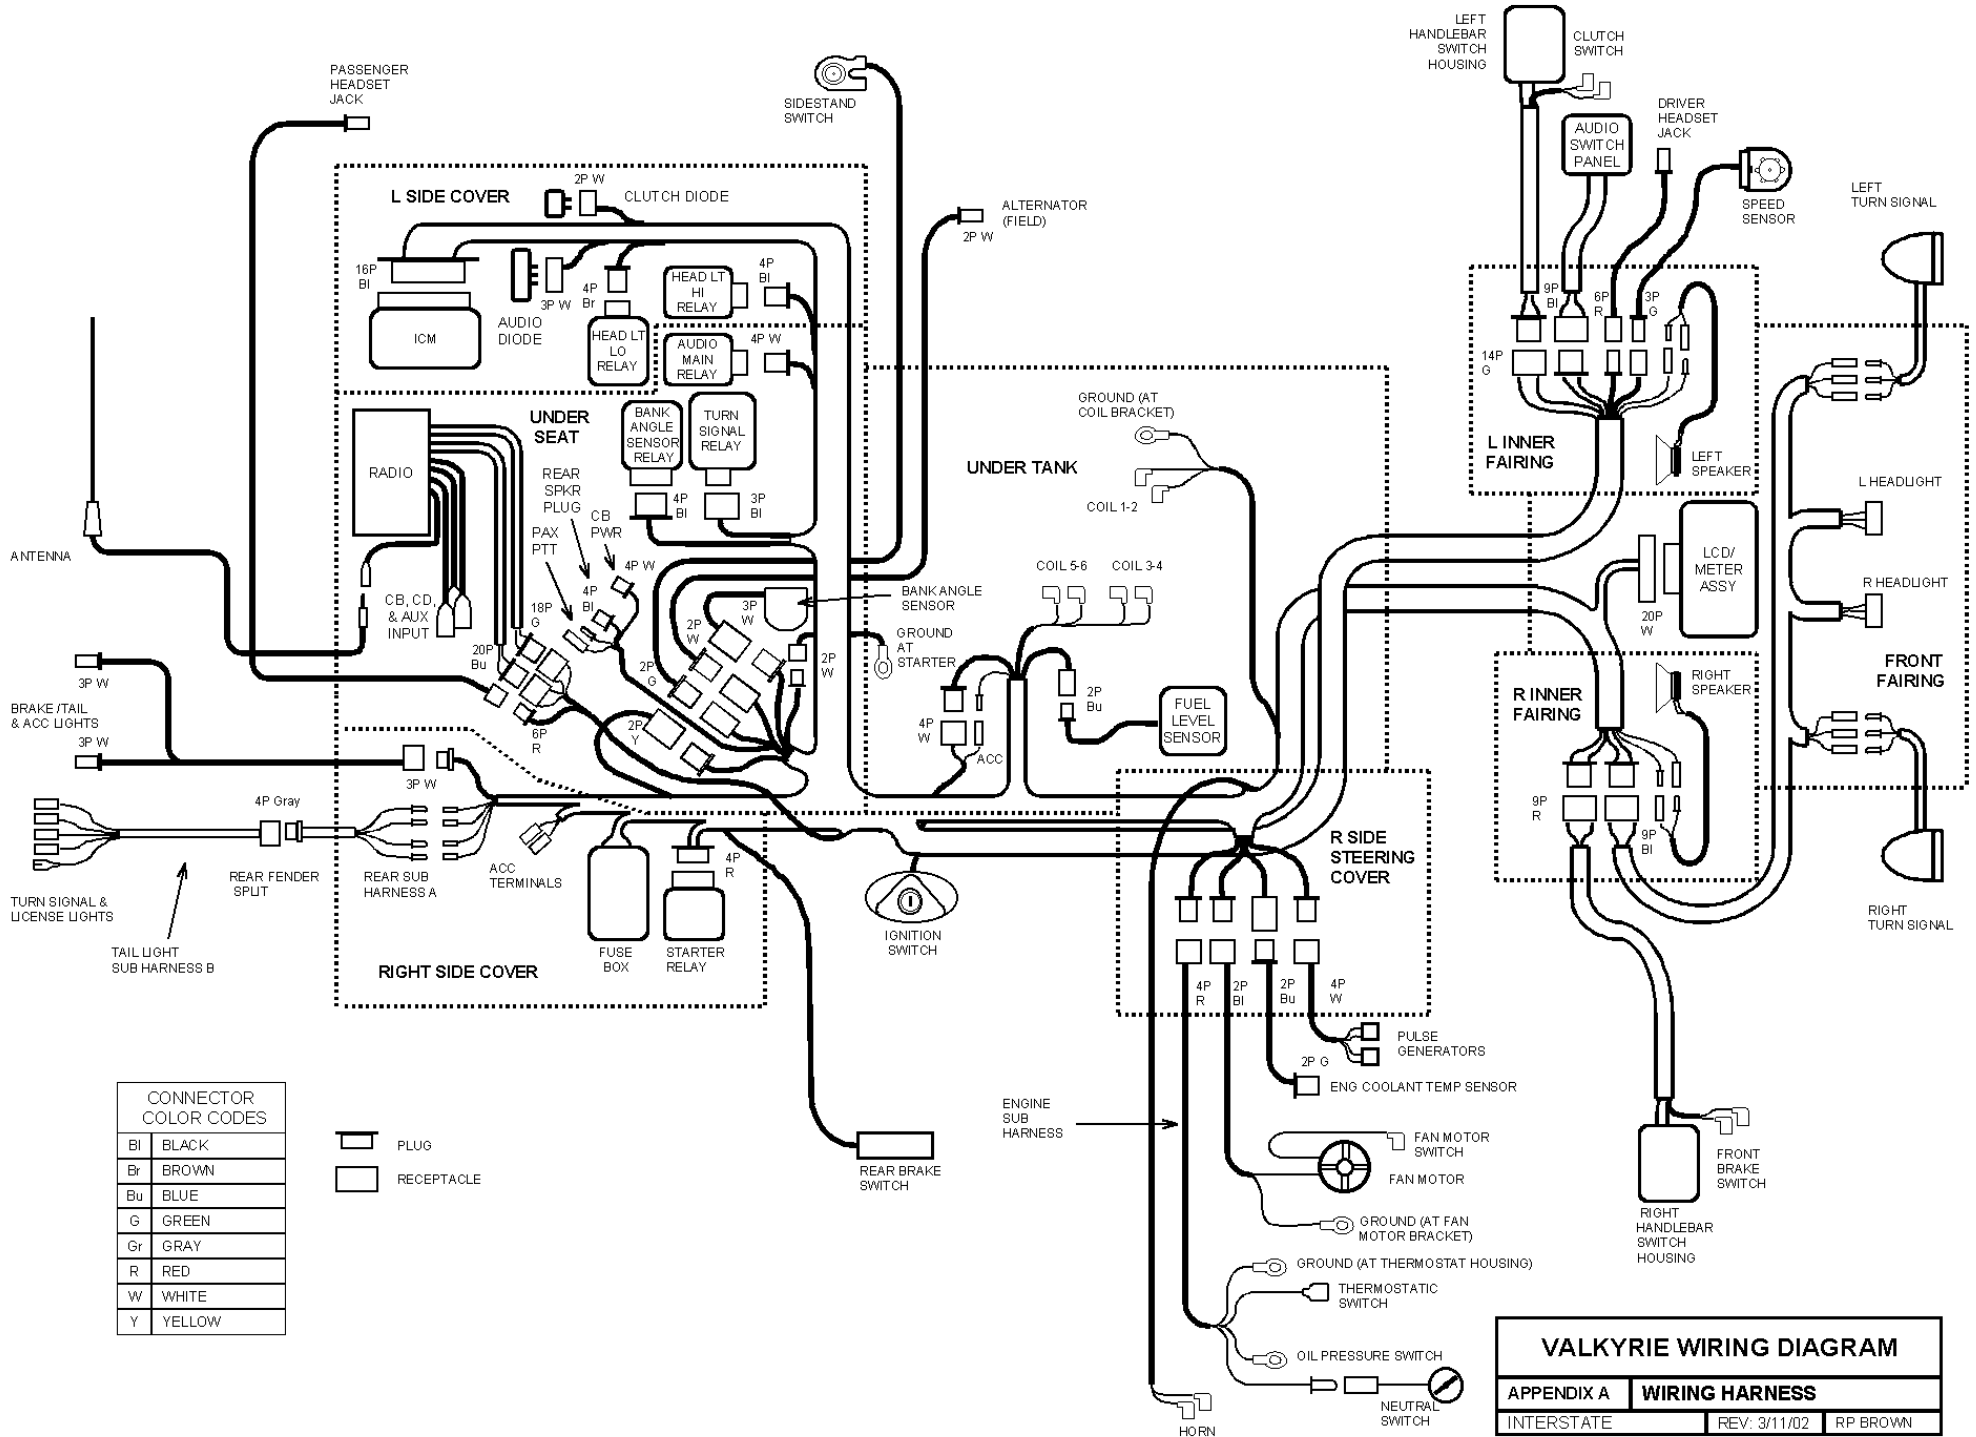 PASSENGER
HEADSET
JACK
SIDESTAND
SWITCH
LEFT
HANDLEBAR
SWITCH
HOUSING
CLUTCH
SWITCH
AUDIO
SWITCH
PANEL
DRIVER
HEADSET
JACK
SPEED
SENSOR
LEFT
TURN SIGNAL
L SIDE COVER
2P W
CLUTCH DIODE
ALTERNATOR
(FIELD)
2P W
16P
Bl
ICM
AUDIO
DIODE
3P W
4P
Br
HEAD LT
LO
RELAY
HEAD LT
HI
RELAY
4P
Bl
AUDIO
MAIN
RELAY
4P W
9P
Bl
6P
R
3P
G
14P
G
L INNER
FAIRING
LEFT
SPEAKER
UNDER
SEAT
BANK
ANGLE
SENSOR
RELAY
TURN
SIGNAL
RELAY
4P
Bl
3P
Bl
RADIO
REAR
SPKR
PLUG
PAX
PTT
CB
PWR
4P W
4P
Bl
18P
G
20P
Bu
CB, CD,
& AUX
INPUT
ANTENNA
UNDER TANK
GROUND (AT
COIL BRACKET)
COIL 1-2
COIL 5-6
COIL 3-4
BANK ANGLE
SENSOR
GROUND
AT
STARTER
3P
W
2P
W
2P
G
2P
W
2P
Y
6P
R
4P
W
ACC
2P
Bu
FUEL
LEVEL
SENSOR
LCD/
METER
ASSY
20P
W
L HEADLIGHT
R HEADLIGHT
FRONT
FAIRING
R INNER
FAIRING
RIGHT
SPEAKER
9P
R
9P
Bl
RIGHT
TURN SIGNAL
3P W
BRAKE /TAIL
& ACC LIGHTS
3P W
3P W
4P Gray
TURN SIGNAL &
LICENSE LIGHTS
TAIL LIGHT
SUB HARNESS B
REAR FENDER
SPLIT
REAR SUB
HARNESS A
ACC
TERMINALS
FUSE
BOX
STARTER
RELAY
4P
R
RIGHT SIDE COVER
IGNITION
SWITCH
R SIDE
STEERING
COVER
4P
R
2P
Bl
2P
Bu
4P
W
PULSE
GENERATORS
2P G
ENG COOLANT TEMP SENSOR
ENGINE
SUB
HARNESS
FAN MOTOR
SWITCH
FAN MOTOR
GROUND (AT FAN
MOTOR BRACKET)
GROUND (AT THERMOSTAT HOUSING)
THERMOSTATIC
SWITCH
OIL PRESSURE SWITCH
NEUTRAL
SWITCH
HORN
REAR BRAKE
SWITCH
FRONT
BRAKE
SWITCH
RIGHT
HANDLEBAR
SWITCH
HOUSING
CONNECTOR
COLOR CODES
Bl BLACK
Br BROWN
Bu BLUE
G GREEN
Gr GRAY
R RED
W WHITE
Y YELLOW
PLUG
RECEPTACLE
VALKYRIE WIRING DIAGRAM
APPENDIX A WIRING HARNESS
INTERSTATE REV: 3/11/02 RP BROWN